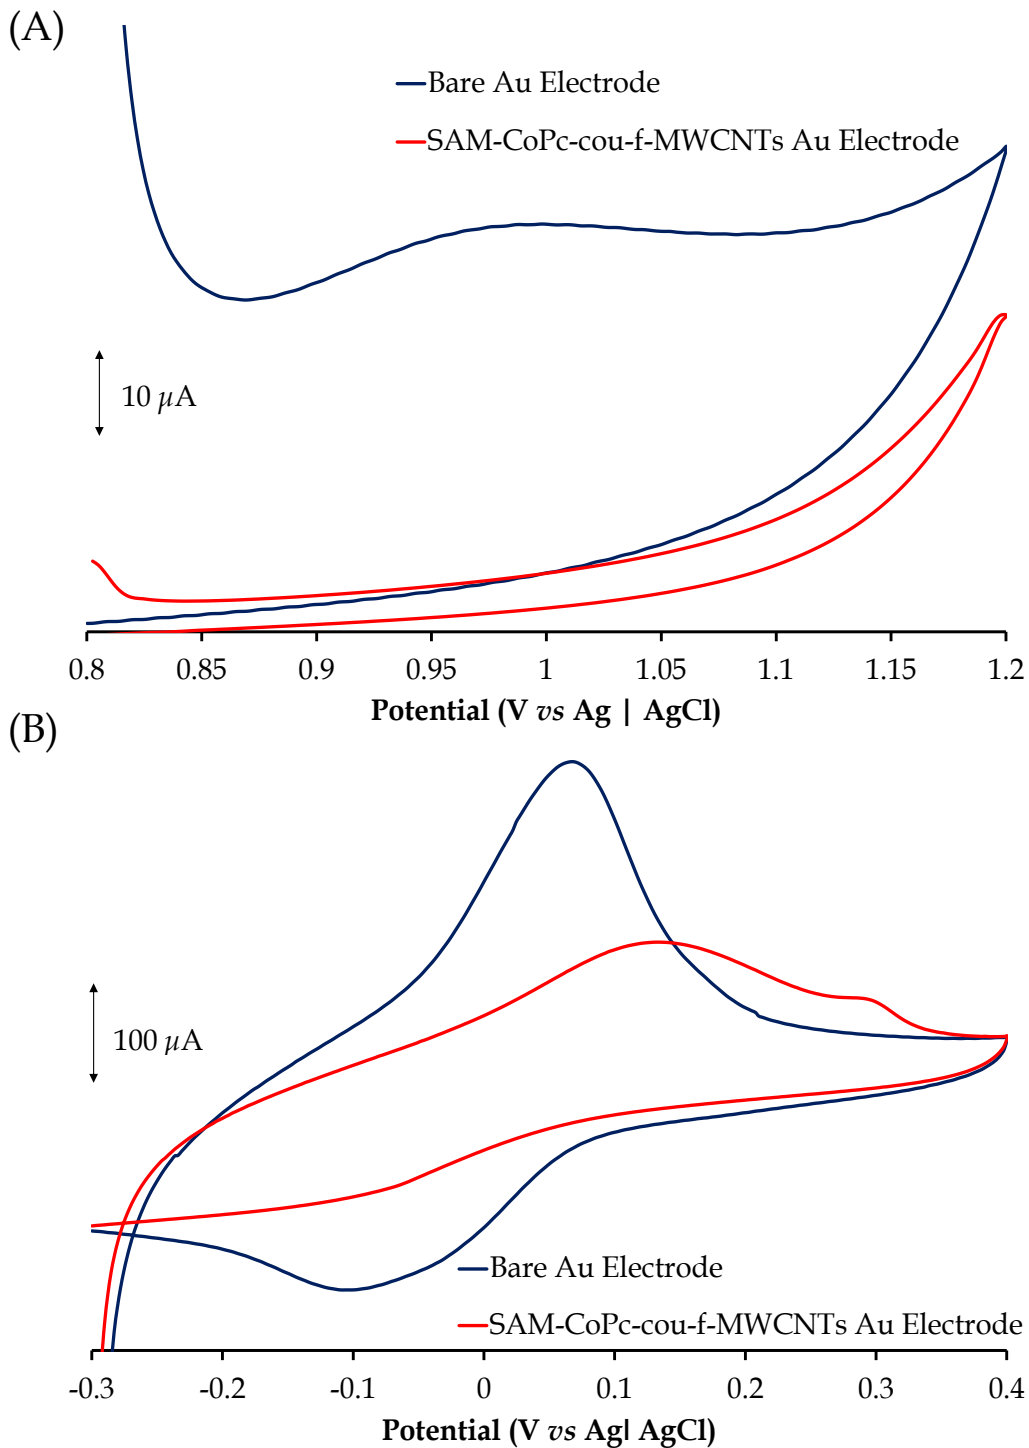 (A)
Bare Au Electrode
SAM-CoPc-cou-f-MWCNTs Au Electrode
10 µA
0.8 0.85 0.9 0.95 1 1.05 1.1 1.15 1.2
Potential (V vs Ag | AgCl)
(B)
100 µA
Bare Au Electrode
SAM-CoPc-cou-f-MWCNTs Au Electrode
-0.3 -0.2 -0.1 0 0.1 0.2 0.3 0.4
Potential (V vs Ag| AgCl)